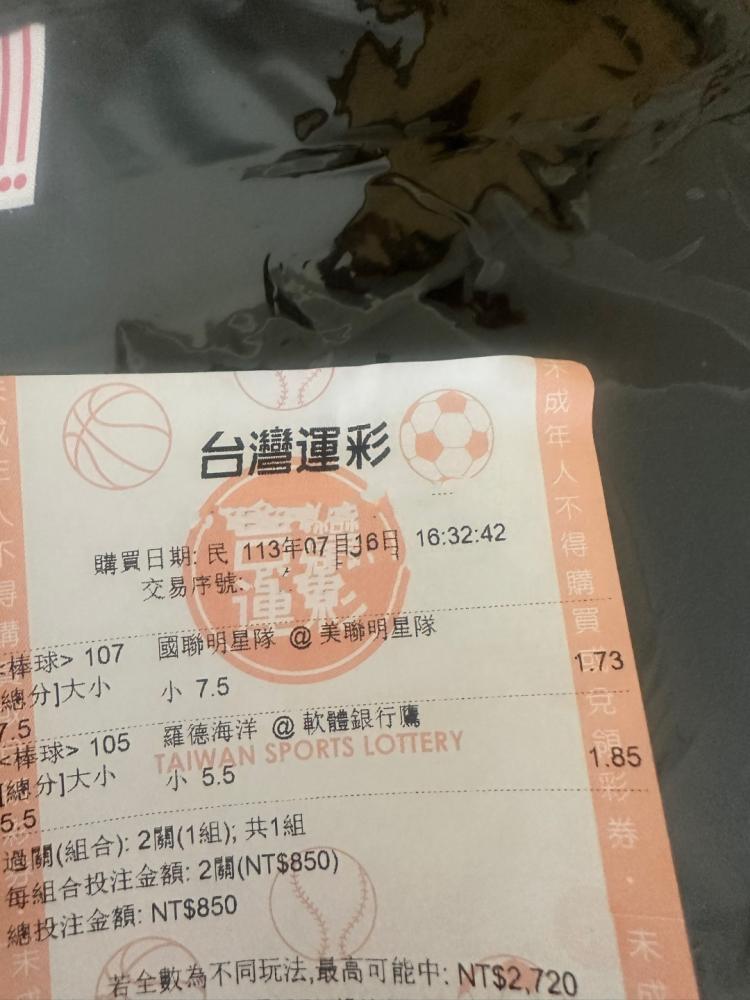 台灣運彩
購買日期: 民 113年07月16日 16:32:42
交易序號:
<棒球> 107 國聯明星隊 @ 美聯明星隊
[總分]大小 小 7.5 1.73
7.5
<棒球> 105 羅德海洋 @ 軟體銀行鷹
TAIWAN SPORTS LOTTERY
[總分]大小 小 5.5 1.85
5.5
過關(組合): 2關(1組); 共1組
每組合投注金額: 2關(NT$850)
總投注金額: NT$850
若全數為不同玩法,最高可能中: NT$2,720
未成年人不得購買或兌領彩券．未成